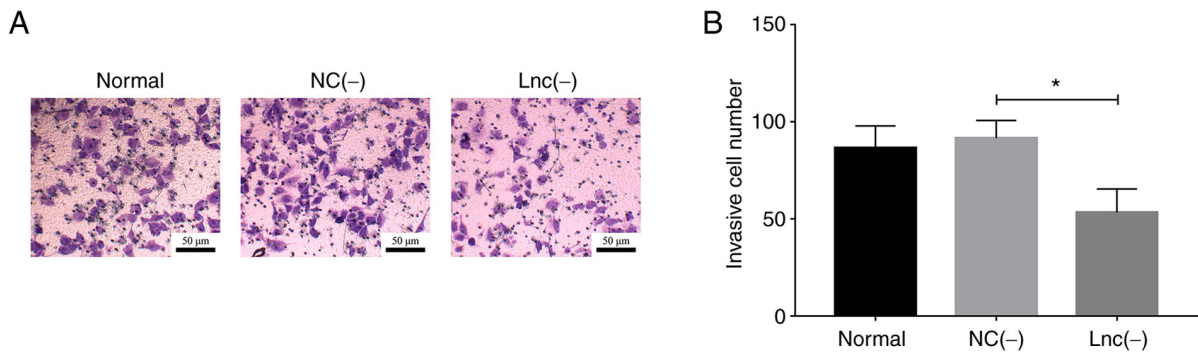 A
Normal
NC(−)
Lnc(−)
50 μm
50 μm
50 μm
B
Invasive cell number
150
100
50
0
*
Normal
NC(−)
Lnc(−)